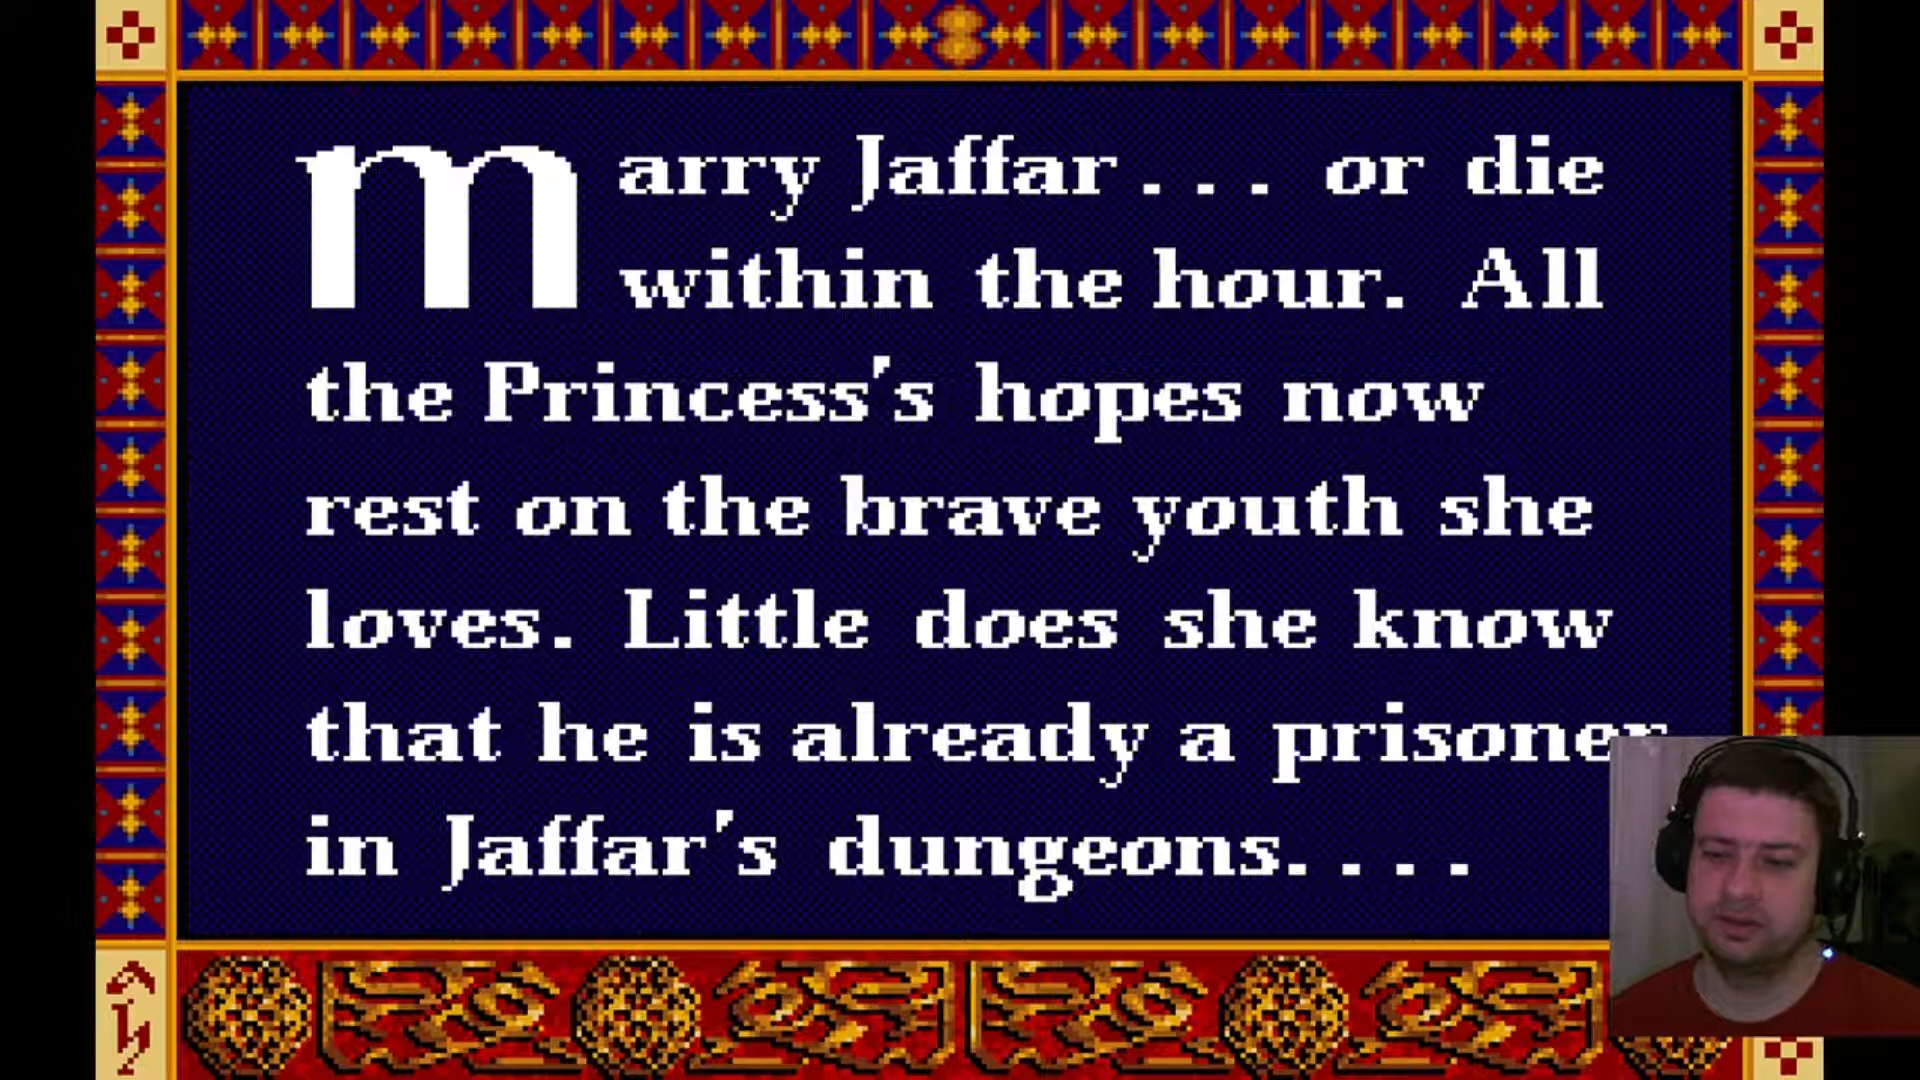 Marry Jaffar... or die
within the hour. All
the Princess's hopes now
rest on the brave youth she
loves. Little does she know
that he is already a prisoner
in Jaffar's dungeons....